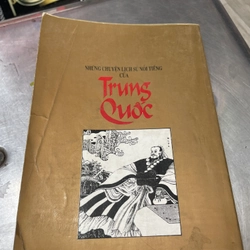 NHỮNG CHUYỆN LỊCH SỬ NỔI TIẾNG
CỦA
Trung
Quốc